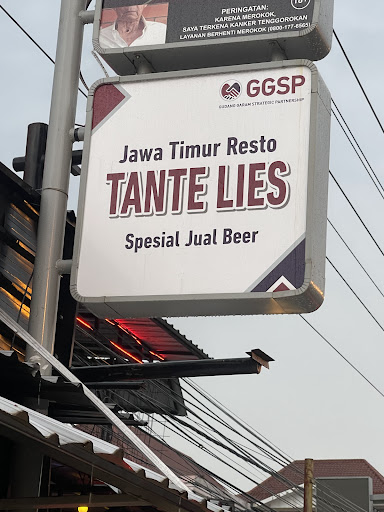 PERINGATAN:
KARENA MEROKOK,
SAYA TERKENA KANKER TENGGOROKAN
LAYANAN BERHENTI MEROKOK (0800-177-6565)
18+
GGSP
GUDANG GARAM STRATEGIC PARTNERSHIP
Jawa Timur Resto
TANTE LIES
Spesial Jual Beer